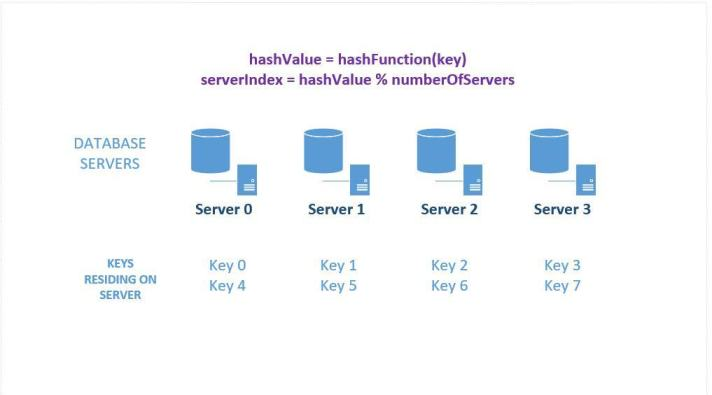 hashValue = hashFunction(key)
serverIndex = hashValue % numberOfServers
DATABASE
SERVERS
Server 0 Server 1 Server 2 Server 3
KEYS
RESIDING ON
SERVER
Key 0 Key 1 Key 2 Key 3
Key 4 Key 5 Key 6 Key 7